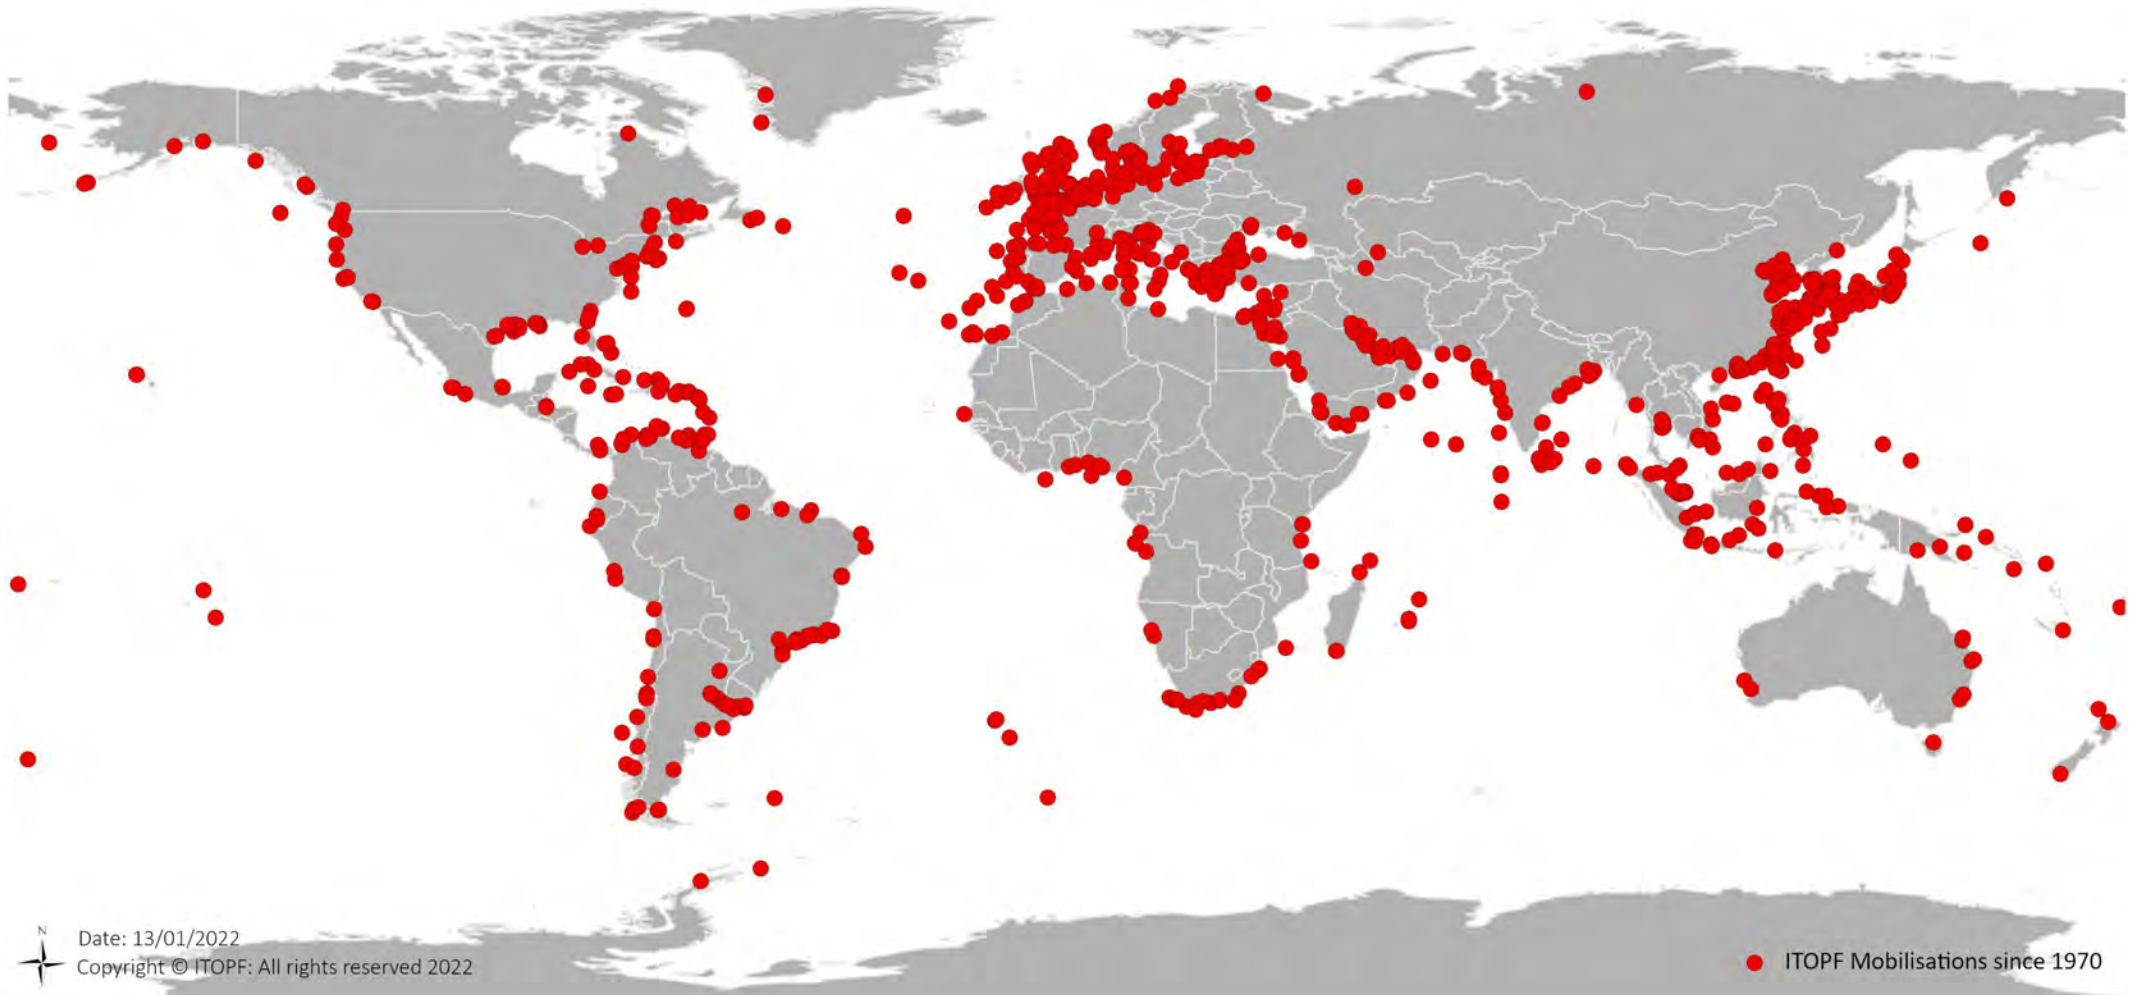 N
Date: 13/01/2022
Copyright © ITOPF: All rights reserved 2022
ITOPF Mobilisations since 1970